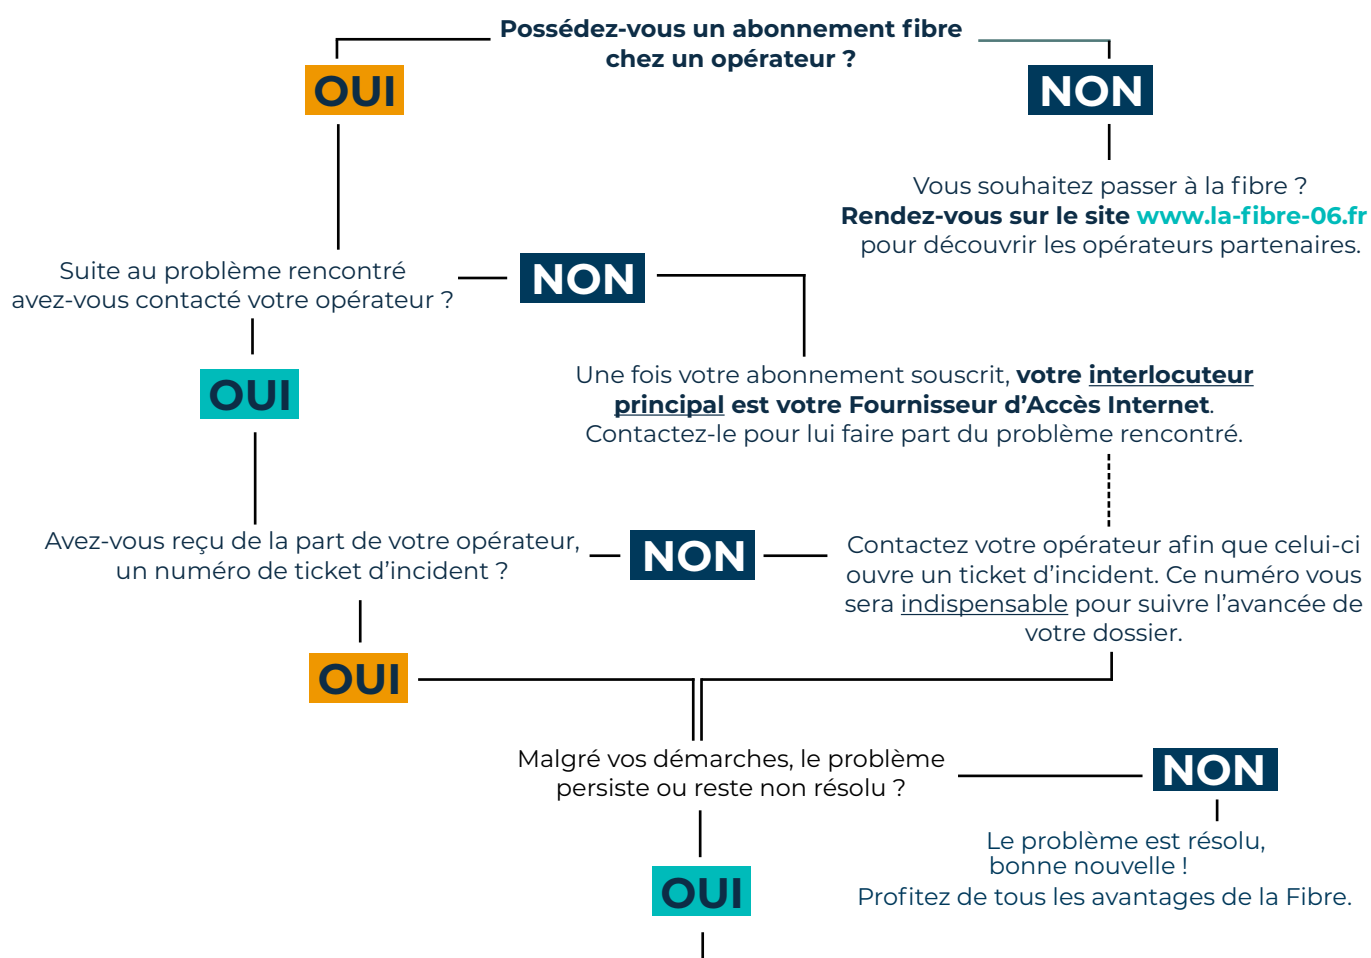 Possédez-vous un abonnement fibre
chez un opérateur ?
OUI
NON
Vous souhaitez passer à la fibre ?
Rendez-vous sur le site www.la-fibre-06.fr
pour découvrir les opérateurs partenaires.
Suite au problème rencontré
avez-vous contacté votre opérateur ?
NON
OUI
Une fois votre abonnement souscrit, votre interlocuteur
principal est votre Fournisseur d’Accès Internet.
Contactez-le pour lui faire part du problème rencontré.
Avez-vous reçu de la part de votre opérateur,
un numéro de ticket d’incident ?
NON
Contactez votre opérateur afin que celui-ci
ouvre un ticket d’incident. Ce numéro vous
sera indispensable pour suivre l’avancée de
votre dossier.
OUI
Malgré vos démarches, le problème
persiste ou reste non résolu ?
NON
Le problème est résolu,
bonne nouvelle !
Profitez de tous les avantages de la Fibre.
OUI